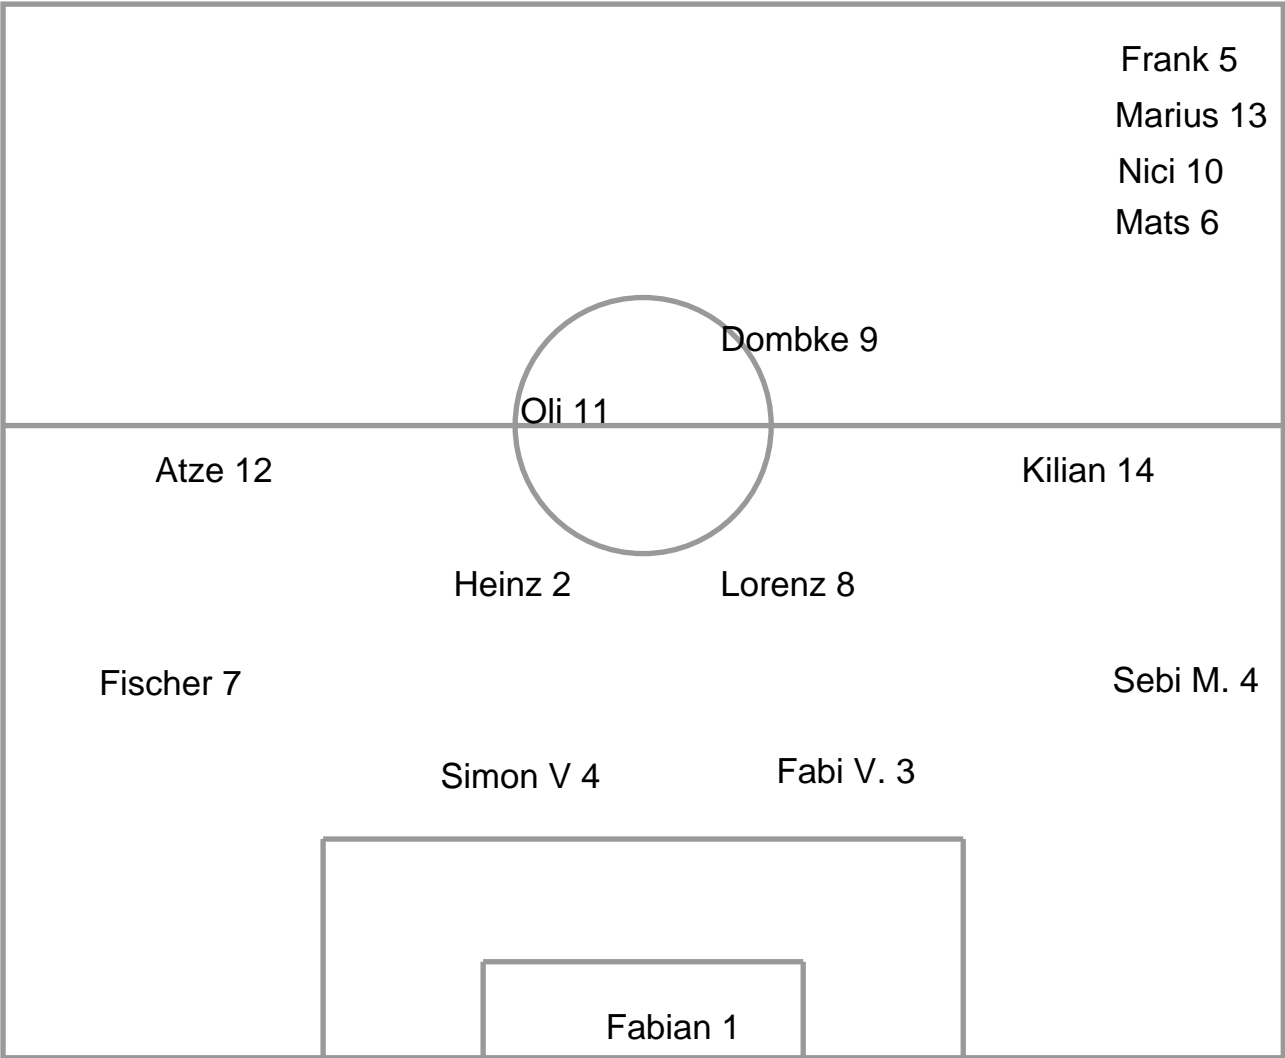 Frank 5
Marius 13
Nici 10
Mats 6
Dombke 9
Oli 11
Atze 12
Kilian 14
Heinz 2
Lorenz 8
Fischer 7
Sebi M. 4
Simon V 4
Fabi V. 3
Fabian 1